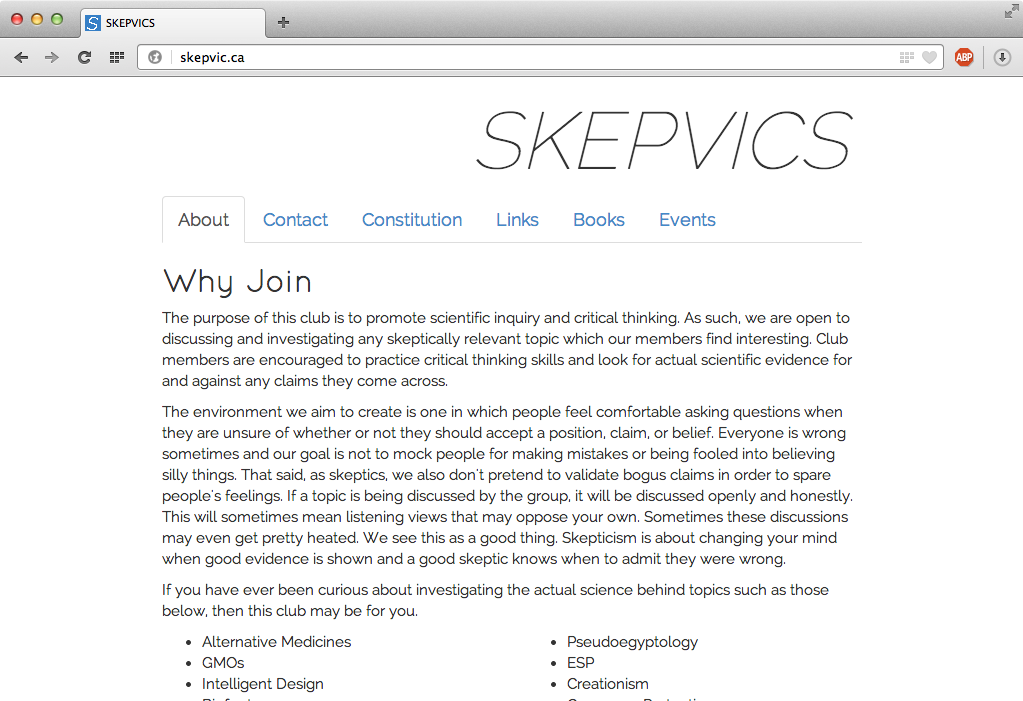 SKEPVICS
skepvic.ca
ABP
SKEPVICS
About Contact Constitution Links Books Events
Why Join
The purpose of this club is to promote scientific inquiry and critical thinking. As such, we are open to
discussing and investigating any skeptically relevant topic which our members find interesting. Club
members are encouraged to practice critical thinking skills and look for actual scientific evidence for
and against any claims they come across.
The environment we aim to create is one in which people feel comfortable asking questions when
they are unsure of whether or not they should accept a position, claim, or belief. Everyone is wrong
sometimes and our goal is not to mock people for making mistakes or being fooled into believing
silly things. That said, as skeptics, we also don't pretend to validate bogus claims in order to spare
people's feelings. If a topic is being discussed by the group, it will be discussed openly and honestly.
This will sometimes mean listening views that may oppose your own. Sometimes these discussions
may even get pretty heated. We see this as a good thing. Skepticism is about changing your mind
when good evidence is shown and a good skeptic knows when to admit they were wrong.
If you have ever been curious about investigating the actual science behind topics such as those
below, then this club may be for you.
• Alternative Medicines
• GMOs
• Intelligent Design
• Pseudoegyptology
• ESP
• Creationism